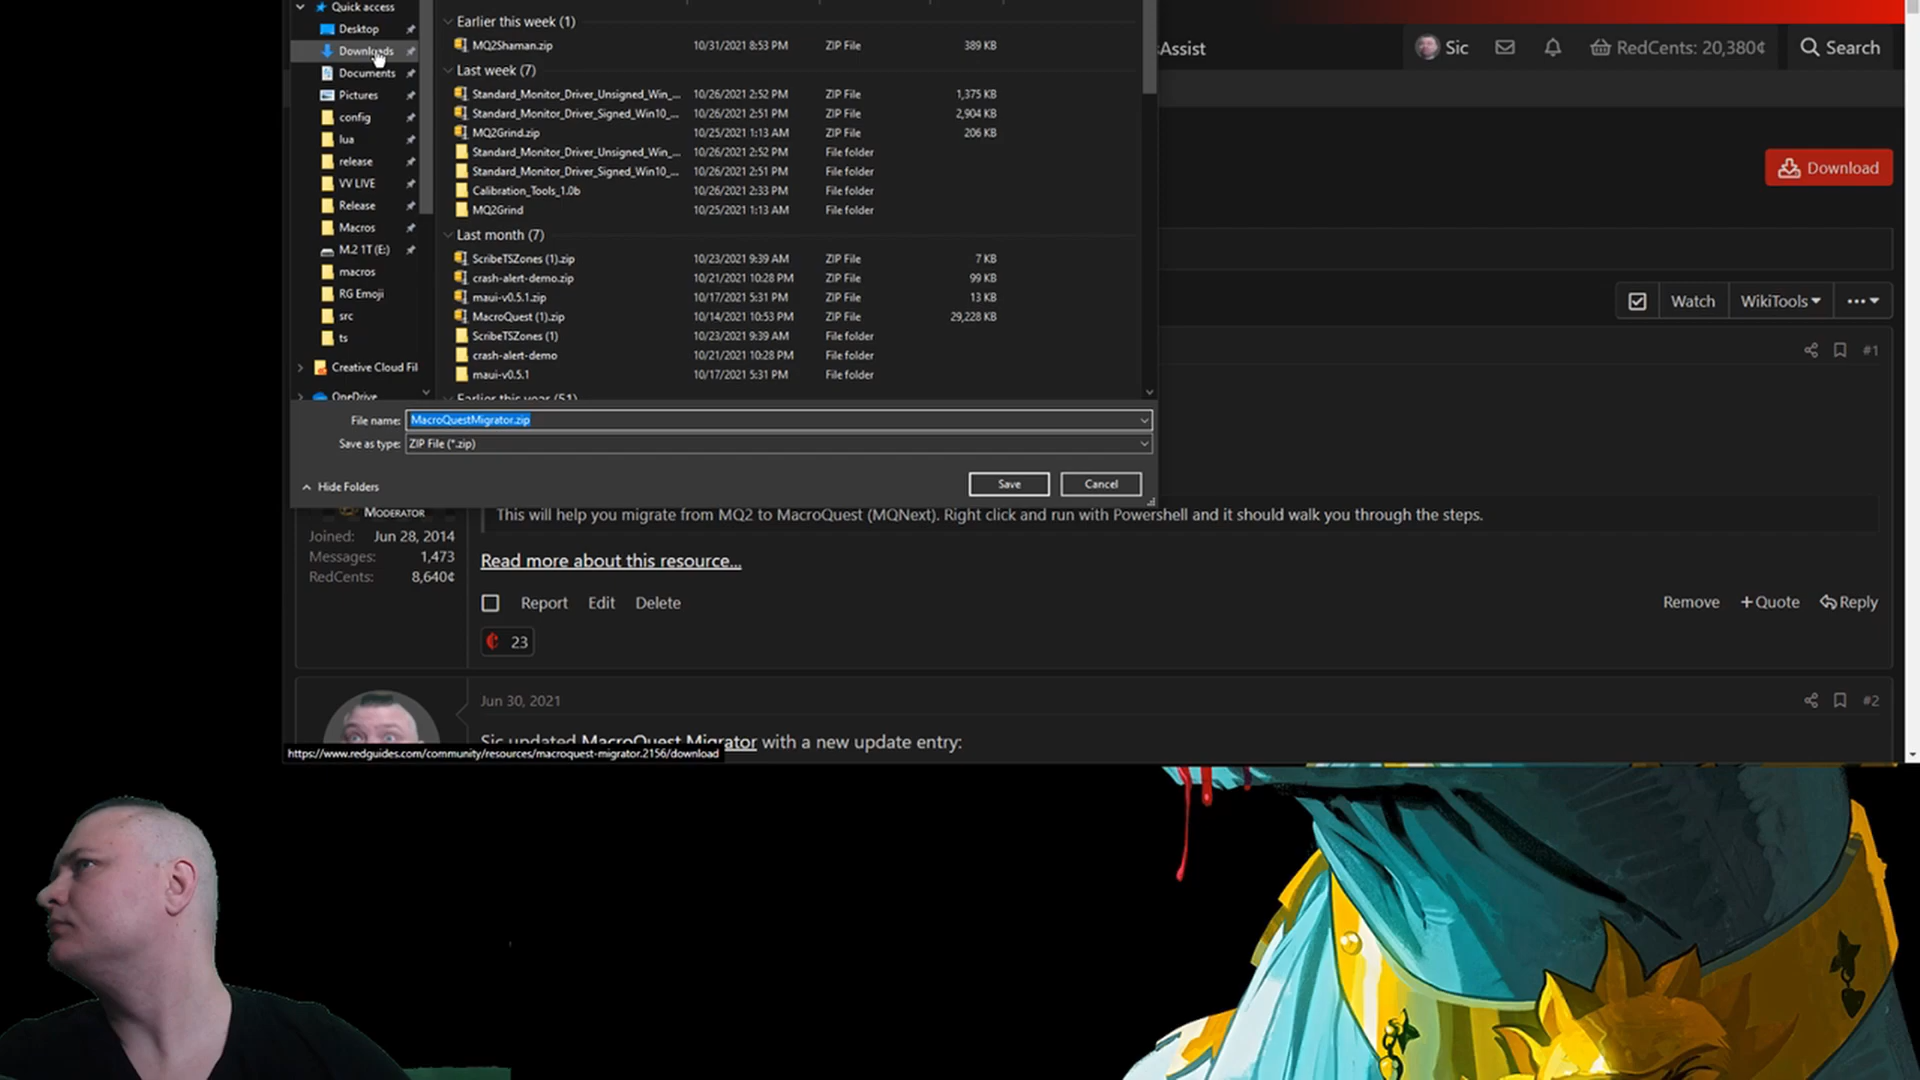 Quick access
Desktop
Downloads
Documents
Pictures
config
lua
release
VV LIVE
Release
Macros
M.2 1T (E:)
macros
RG Emoji
src
ts
Creative Cloud Fil
OneDrive
Earlier this week (1)
MQ2Shaman.zip 10/31/2021 8:53 PM ZIP File 389 KB
Last week (7)
Standard_Monitor_Driver_Unsigned_Win_... 10/26/2021 2:52 PM ZIP File 1,375 KB
Standard_Monitor_Driver_Signed_Win10_... 10/26/2021 2:51 PM ZIP File 2,904 KB
MQ2Grind.zip 10/25/2021 1:13 AM ZIP File 206 KB
Standard_Monitor_Driver_Unsigned_Win_... 10/26/2021 2:52 PM File folder
Standard_Monitor_Driver_Signed_Win10_... 10/26/2021 2:51 PM File folder
Calibration_Tools_1.0b 10/26/2021 2:33 PM File folder
MQ2Grind 10/25/2021 1:13 AM File folder
Last month (7)
ScribeTSZones (1).zip 10/23/2021 9:39 AM ZIP File 7 KB
crash-alert-demo.zip 10/21/2021 10:28 PM ZIP File 99 KB
maui-v0.5.1.zip 10/17/2021 5:31 PM ZIP File 13 KB
MacroQuest (1).zip 10/14/2021 10:53 PM ZIP File 29,228 KB
ScribeTSZones (1) 10/23/2021 9:39 AM File folder
crash-alert-demo 10/21/2021 10:28 PM File folder
maui-v0.5.1 10/17/2021 5:31 PM File folder
Earlier this year (51)
File name: MacroQuestMigrator.zip
Save as type: ZIP File (*.zip)
Hide Folders
Save Cancel
Assist
Sic
RedCents: 20,380¢
Search
Download
Watch WikiTools
#1
MODERATOR
Joined: Jun 28, 2014
Messages: 1,473
RedCents: 8,640¢
This will help you migrate from MQ2 to MacroQuest (MQNext). Right click and run with Powershell and it should walk you through the steps.
Read more about this resource...
Report Edit Delete
Remove +Quote Reply
23
Jun 30, 2021
#2
Sic updated MacroQuest Migrator with a new update entry:
https://www.redguides.com/community/resources/macroquest-migrator.2156/download